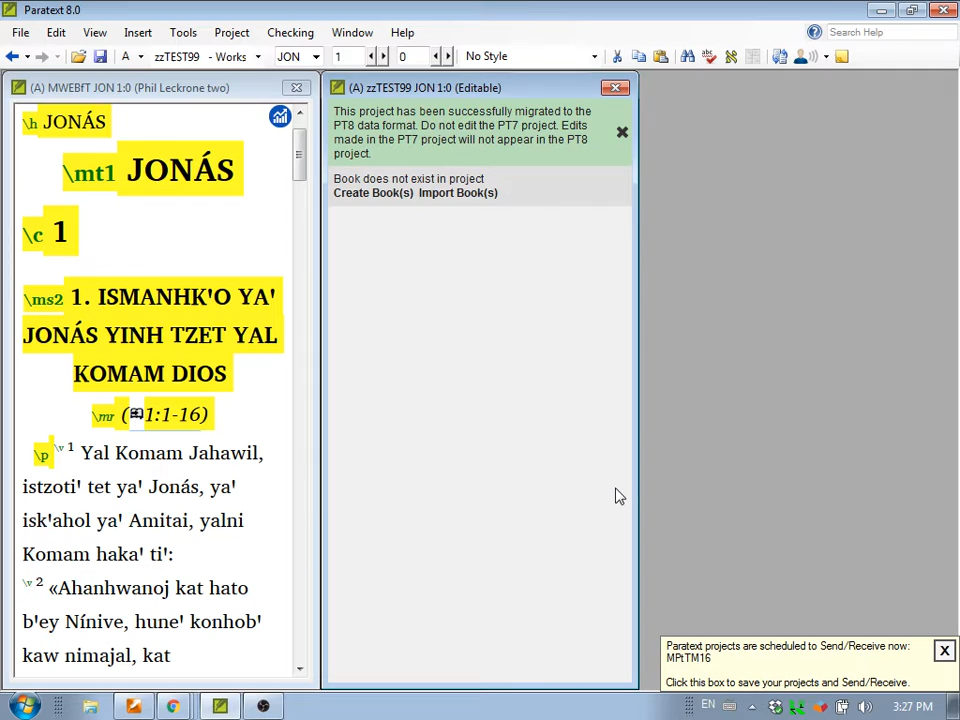 Paratext 8.0
File Edit View Insert Tools Project Checking Window Help
Search Help
A zzTEST99 - Works JON 1 0 No Style
(A) MWEBfT JON 1:0 (Phil Leckrone two)
\h JONÁS
\mt1 JONÁS
\c 1
\ms2 1. ISMANHK'O YA'
JONÁS YINH TZET YAL
KOMAM DIOS
\mr (1:1-16)
\p \v 1 Yal Komam Jahawil,
istzoti' tet ya' Jonás, ya'
isk'ahol ya' Amitai, yalni
Komam haka' ti':
\v 2 «Ahanhwanoj kat hato
b'ey Nínive, hune' konhob'
kaw nimajal, kat
(A) zzTEST99 JON 1:0 (Editable)
This project has been successfully migrated to the
PT8 data format. Do not edit the PT7 project. Edits
made in the PT7 project will not appear in the PT8
project.
Book does not exist in project
Create Book(s) Import Book(s)
Paratext projects are scheduled to Send/Receive now:
MPtTM16
X
Click this box to save your projects and Send/Receive.
EN 3:27 PM